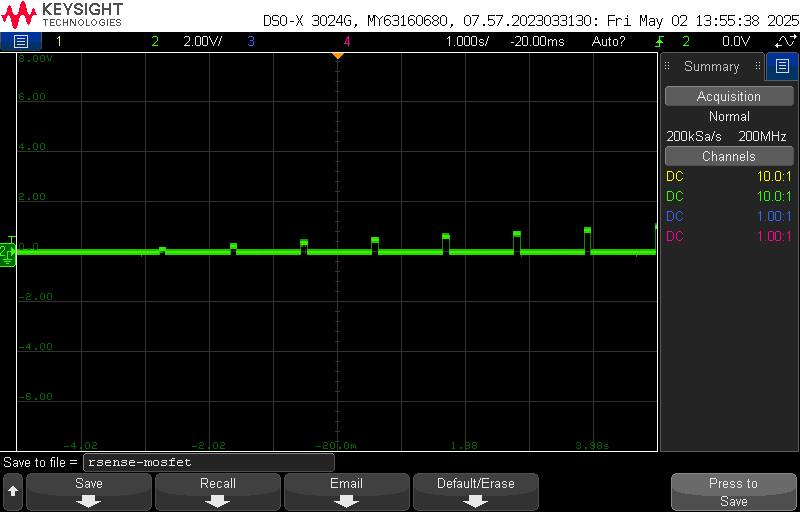 KEYSIGHT
TECHNOLOGIES
DSO-X 3024G, MY63160680, 07.57.2023033130: Fri May 02 13:55:38 2025
1 2 2.00V/ 3 4 1.000s/ -20.00ms Auto? 2 0.0V
8.00V
6.00
4.00
2.00
0.0
-2.00
-4.00
-6.00
-4.02 -2.02 -20.0m 1.98 3.98s
T
2
Summary
Acquisition
Normal
200kSa/s 200MHz
Channels
DC 10.0:1
DC 10.0:1
DC 1.00:1
DC 1.00:1
Save to file = rsense-mosfet
Save Recall Email Default/Erase Press to
Save